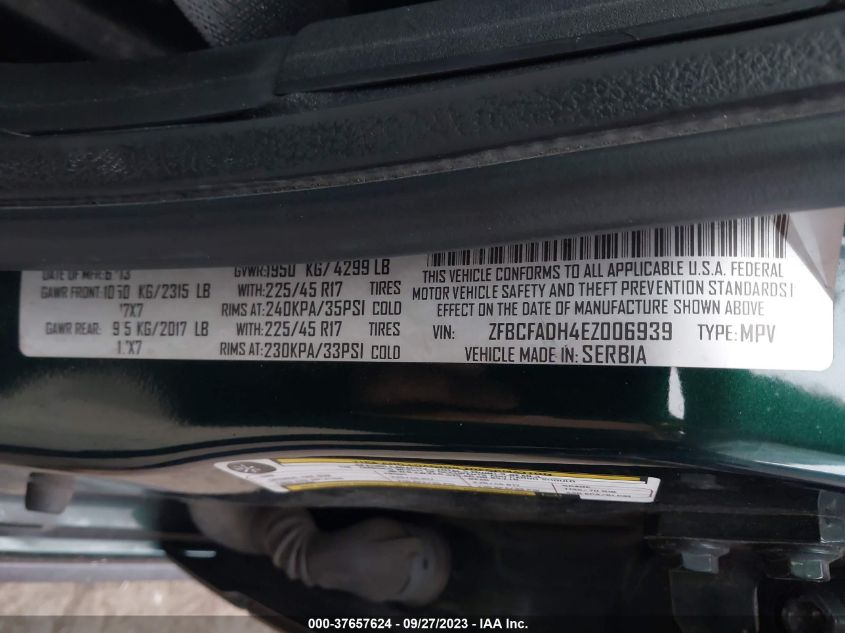 DATE OF MFR: 6 13 GVWR: 1950 KG/ 4299 LB
GAWR FRONT: 1050 KG/2315 LB WITH: 225/45 R17 TIRES
7X7 RIMS AT: 240KPA/35PSI COLD
GAWR REAR: 9 5 KG/2017 LB WITH: 225/45 R17 TIRES
X7 RIMS AT: 230KPA/33PSI COLD
THIS VEHICLE CONFORMS TO ALL APPLICABLE U.S.A. FEDERAL
MOTOR VEHICLE SAFETY AND THEFT PREVENTION STANDARDS I
EFFECT ON THE DATE OF MANUFACTURE SHOWN ABOVE
VIN: ZFBCFADH4EZ006939 TYPE: MPV
VEHICLE MADE IN: SERBIA
000-37657624 / 09/27/2023 / IAA Inc.